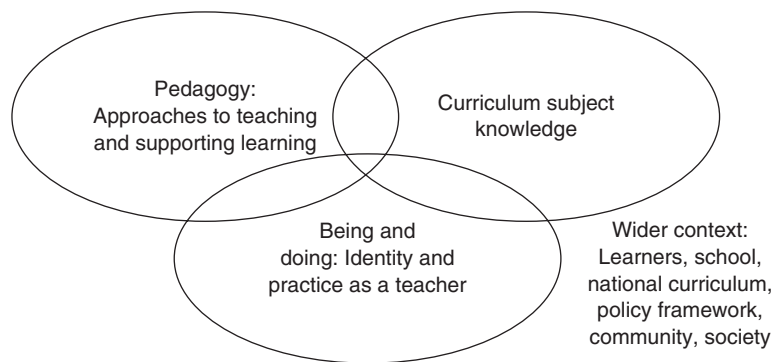 Pedagogy:
Approaches to teaching
and supporting learning
Curriculum subject
knowledge
Being and
doing: Identity and
practice as a teacher
Wider context:
Learners, school,
national curriculum,
policy framework,
community, society